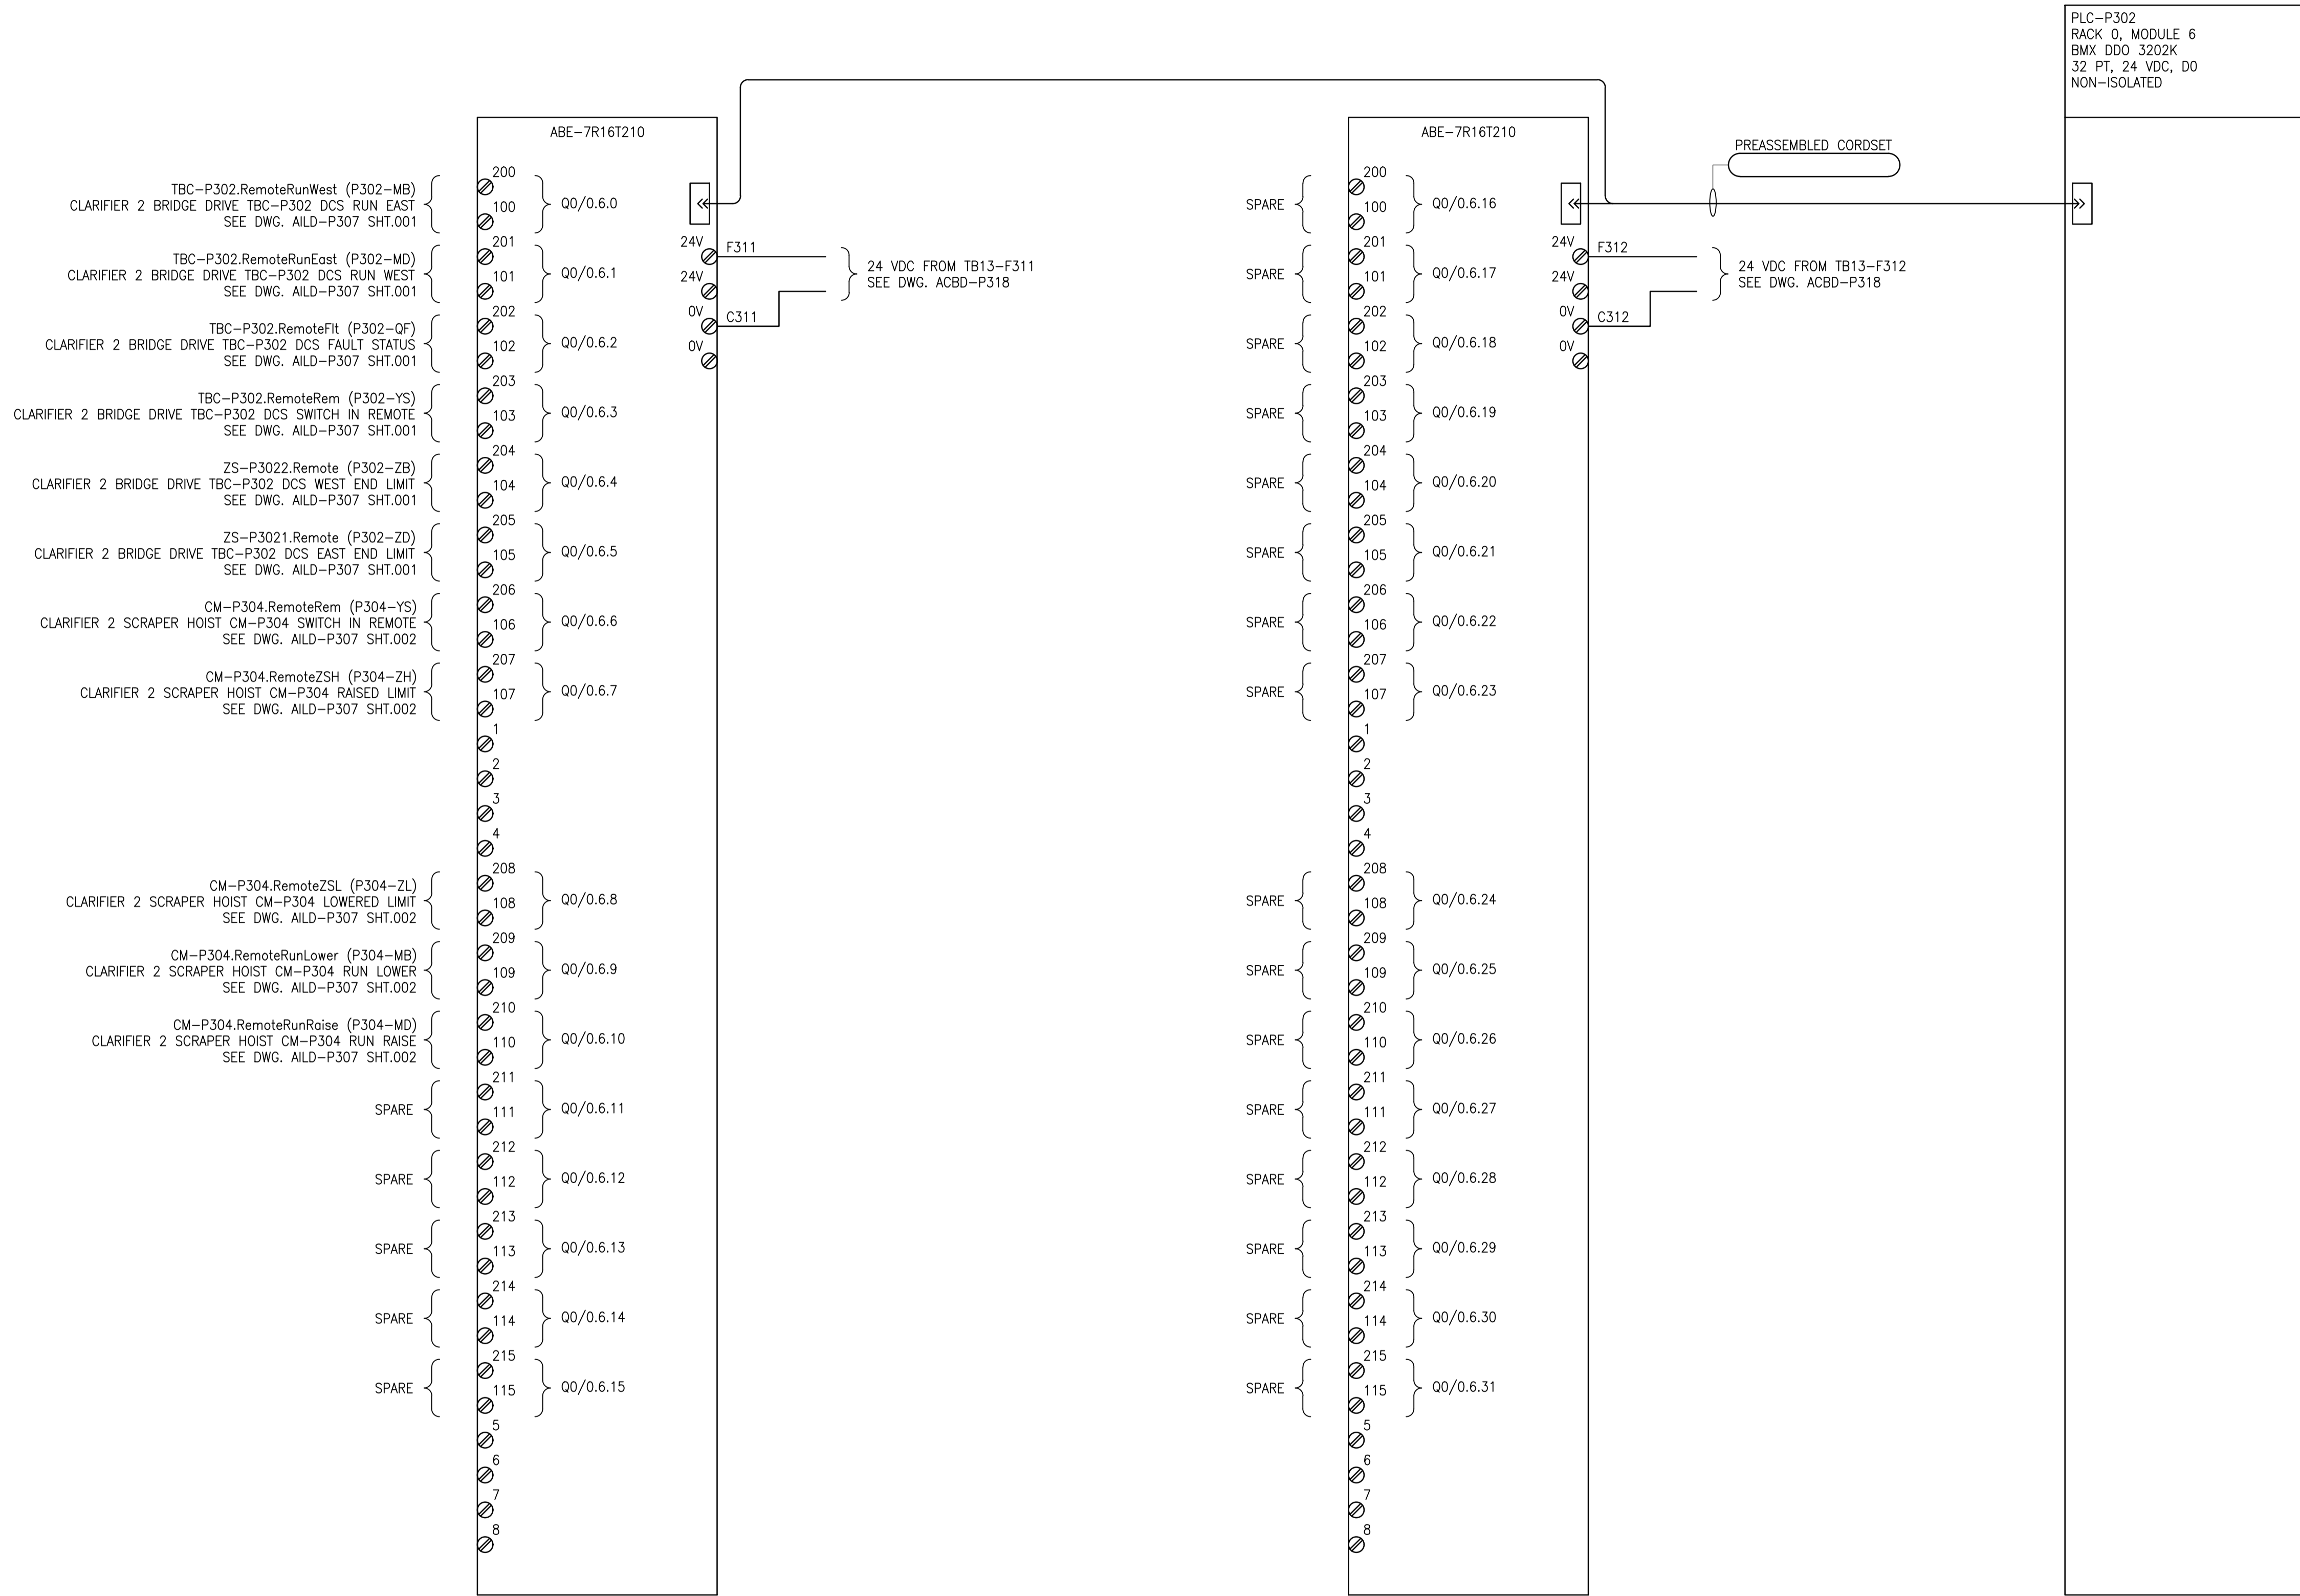 PLC-P302
RACK 0, MODULE 6
BMX DDO 3202K
32 PT, 24 VDC, DO
NON-ISOLATED
PREASSEMBLED CORDSET
ABE-7R16T210
TBC-P302.RemoteRunWest (P302-MB)
CLARIFIER 2 BRIDGE DRIVE TBC-P302 DCS RUN EAST
SEE DWG. AILD-P307 SHT.001
200
100
Q0/0.6.0
TBC-P302.RemoteRunEast (P302-MD)
CLARIFIER 2 BRIDGE DRIVE TBC-P302 DCS RUN WEST
SEE DWG. AILD-P307 SHT.001
201
101
Q0/0.6.1
TBC-P302.RemoteFlt (P302-QF)
CLARIFIER 2 BRIDGE DRIVE TBC-P302 DCS FAULT STATUS
SEE DWG. AILD-P307 SHT.001
202
102
Q0/0.6.2
TBC-P302.RemoteRem (P302-YS)
CLARIFIER 2 BRIDGE DRIVE TBC-P302 DCS SWITCH IN REMOTE
SEE DWG. AILD-P307 SHT.001
203
103
Q0/0.6.3
ZS-P3022.Remote (P302-ZB)
CLARIFIER 2 BRIDGE DRIVE TBC-P302 DCS WEST END LIMIT
SEE DWG. AILD-P307 SHT.001
204
104
Q0/0.6.4
ZS-P3021.Remote (P302-ZD)
CLARIFIER 2 BRIDGE DRIVE TBC-P302 DCS EAST END LIMIT
SEE DWG. AILD-P307 SHT.001
205
105
Q0/0.6.5
CM-P304.RemoteRem (P304-YS)
CLARIFIER 2 SCRAPER HOIST CM-P304 SWITCH IN REMOTE
SEE DWG. AILD-P307 SHT.002
206
106
Q0/0.6.6
CM-P304.RemoteZSH (P304-ZH)
CLARIFIER 2 SCRAPER HOIST CM-P304 RAISED LIMIT
SEE DWG. AILD-P307 SHT.002
207
107
Q0/0.6.7
1
2
3
4
CM-P304.RemoteZSL (P304-ZL)
CLARIFIER 2 SCRAPER HOIST CM-P304 LOWERED LIMIT
SEE DWG. AILD-P307 SHT.002
208
108
Q0/0.6.8
CM-P304.RemoteRunLower (P304-MB)
CLARIFIER 2 SCRAPER HOIST CM-P304 RUN LOWER
SEE DWG. AILD-P307 SHT.002
209
109
Q0/0.6.9
CM-P304.RemoteRunRaise (P304-MD)
CLARIFIER 2 SCRAPER HOIST CM-P304 RUN RAISE
SEE DWG. AILD-P307 SHT.002
210
110
Q0/0.6.10
SPARE
211
111
Q0/0.6.11
SPARE
212
112
Q0/0.6.12
SPARE
213
113
Q0/0.6.13
SPARE
214
114
Q0/0.6.14
SPARE
215
115
Q0/0.6.15
5
6
7
8
24V
F311
24V
0V
C311
0V
24 VDC FROM TB13-F311
SEE DWG. ACBD-P318
ABE-7R16T210
SPARE
200
100
Q0/0.6.16
SPARE
201
101
Q0/0.6.17
SPARE
202
102
Q0/0.6.18
SPARE
203
103
Q0/0.6.19
SPARE
204
104
Q0/0.6.20
SPARE
205
105
Q0/0.6.21
SPARE
206
106
Q0/0.6.22
SPARE
207
107
Q0/0.6.23
1
2
3
4
SPARE
208
108
Q0/0.6.24
SPARE
209
109
Q0/0.6.25
SPARE
210
110
Q0/0.6.26
SPARE
211
111
Q0/0.6.27
SPARE
212
112
Q0/0.6.28
SPARE
213
113
Q0/0.6.29
SPARE
214
114
Q0/0.6.30
SPARE
215
115
Q0/0.6.31
5
6
7
8
24V
F312
24V
0V
C312
0V
24 VDC FROM TB13-F312
SEE DWG. ACBD-P318